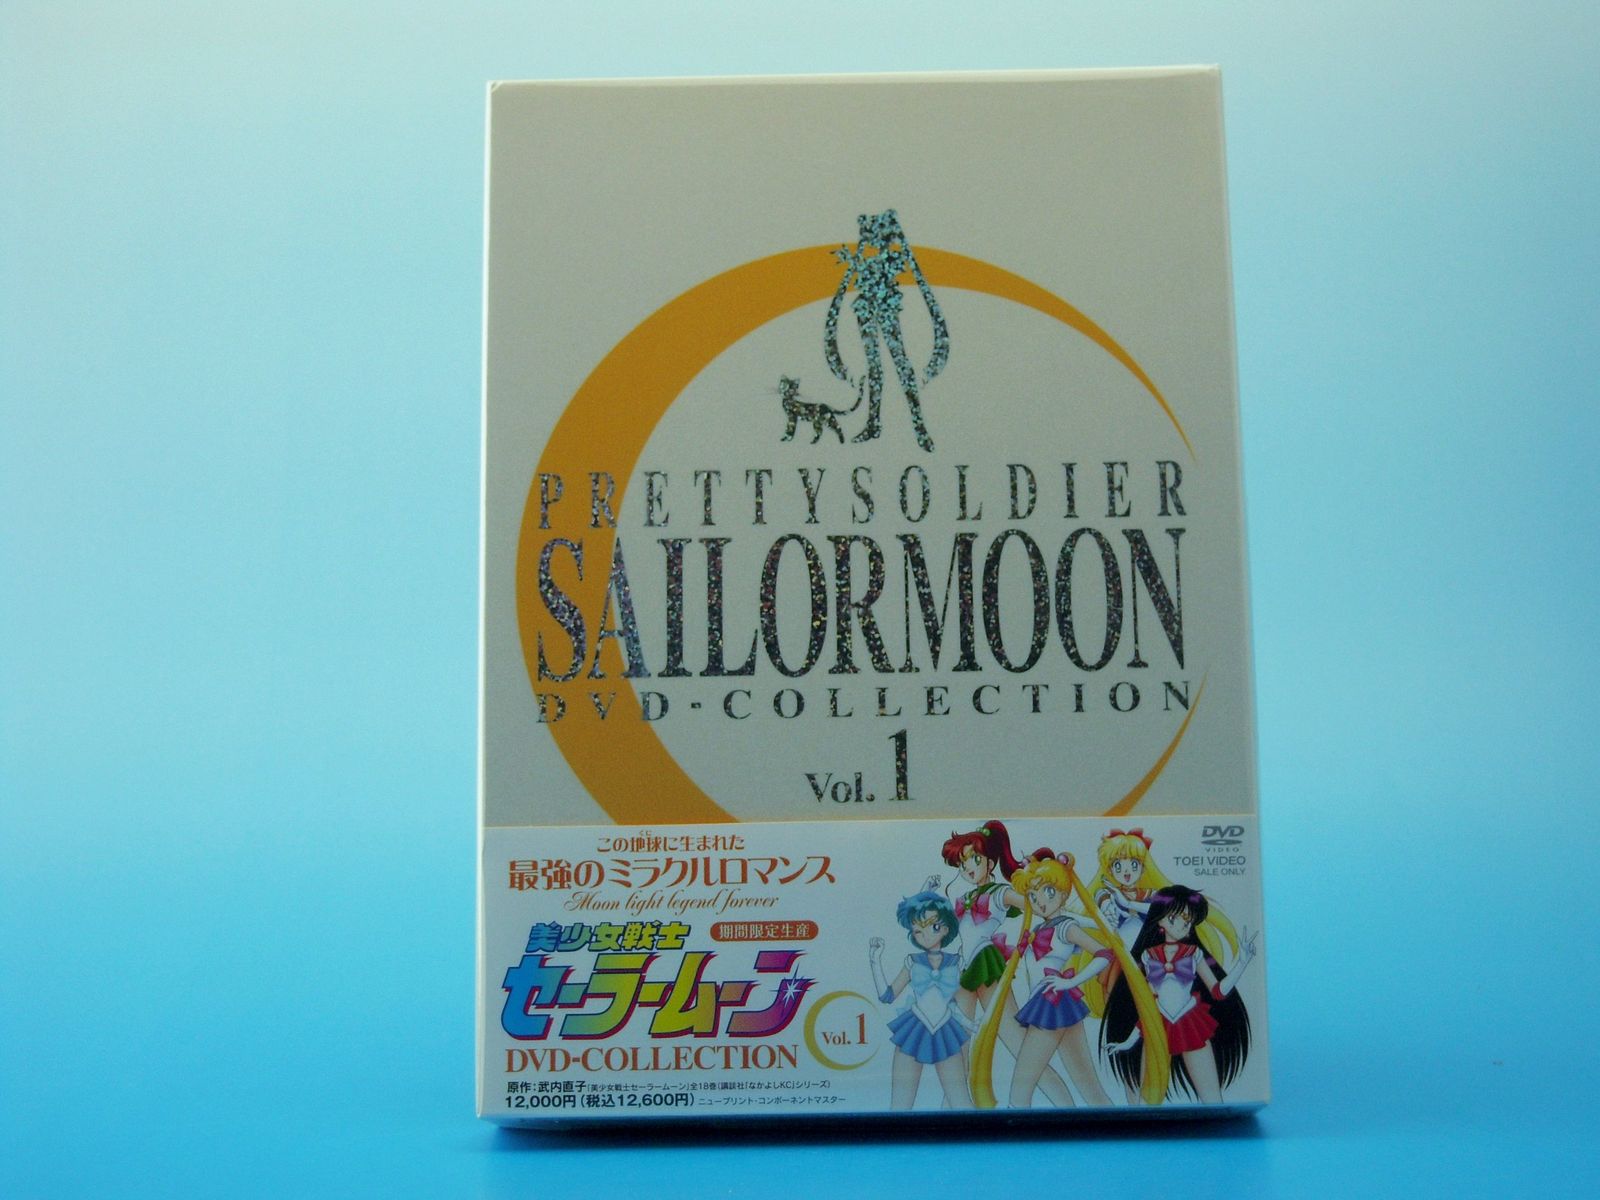 PRETTYSOLDIER
SAILORMOON
DVD-COLLECTION
Vol.1
この地球に生まれた
くに
最強のミラクルロマンス
Moon light legend forever
美少女戦士
期間限定生産
セーラームーン
DVD-COLLECTION
Vol.1
原作:武内直子「美少女戦士セーラームーン」全18巻(講談社「なかよしKC」シリーズ)
12,000円(税込12,600円) ニュープリント・コンポーネントマスター
DVD
VIDEO
TOEI VIDEO
SALE ONLY